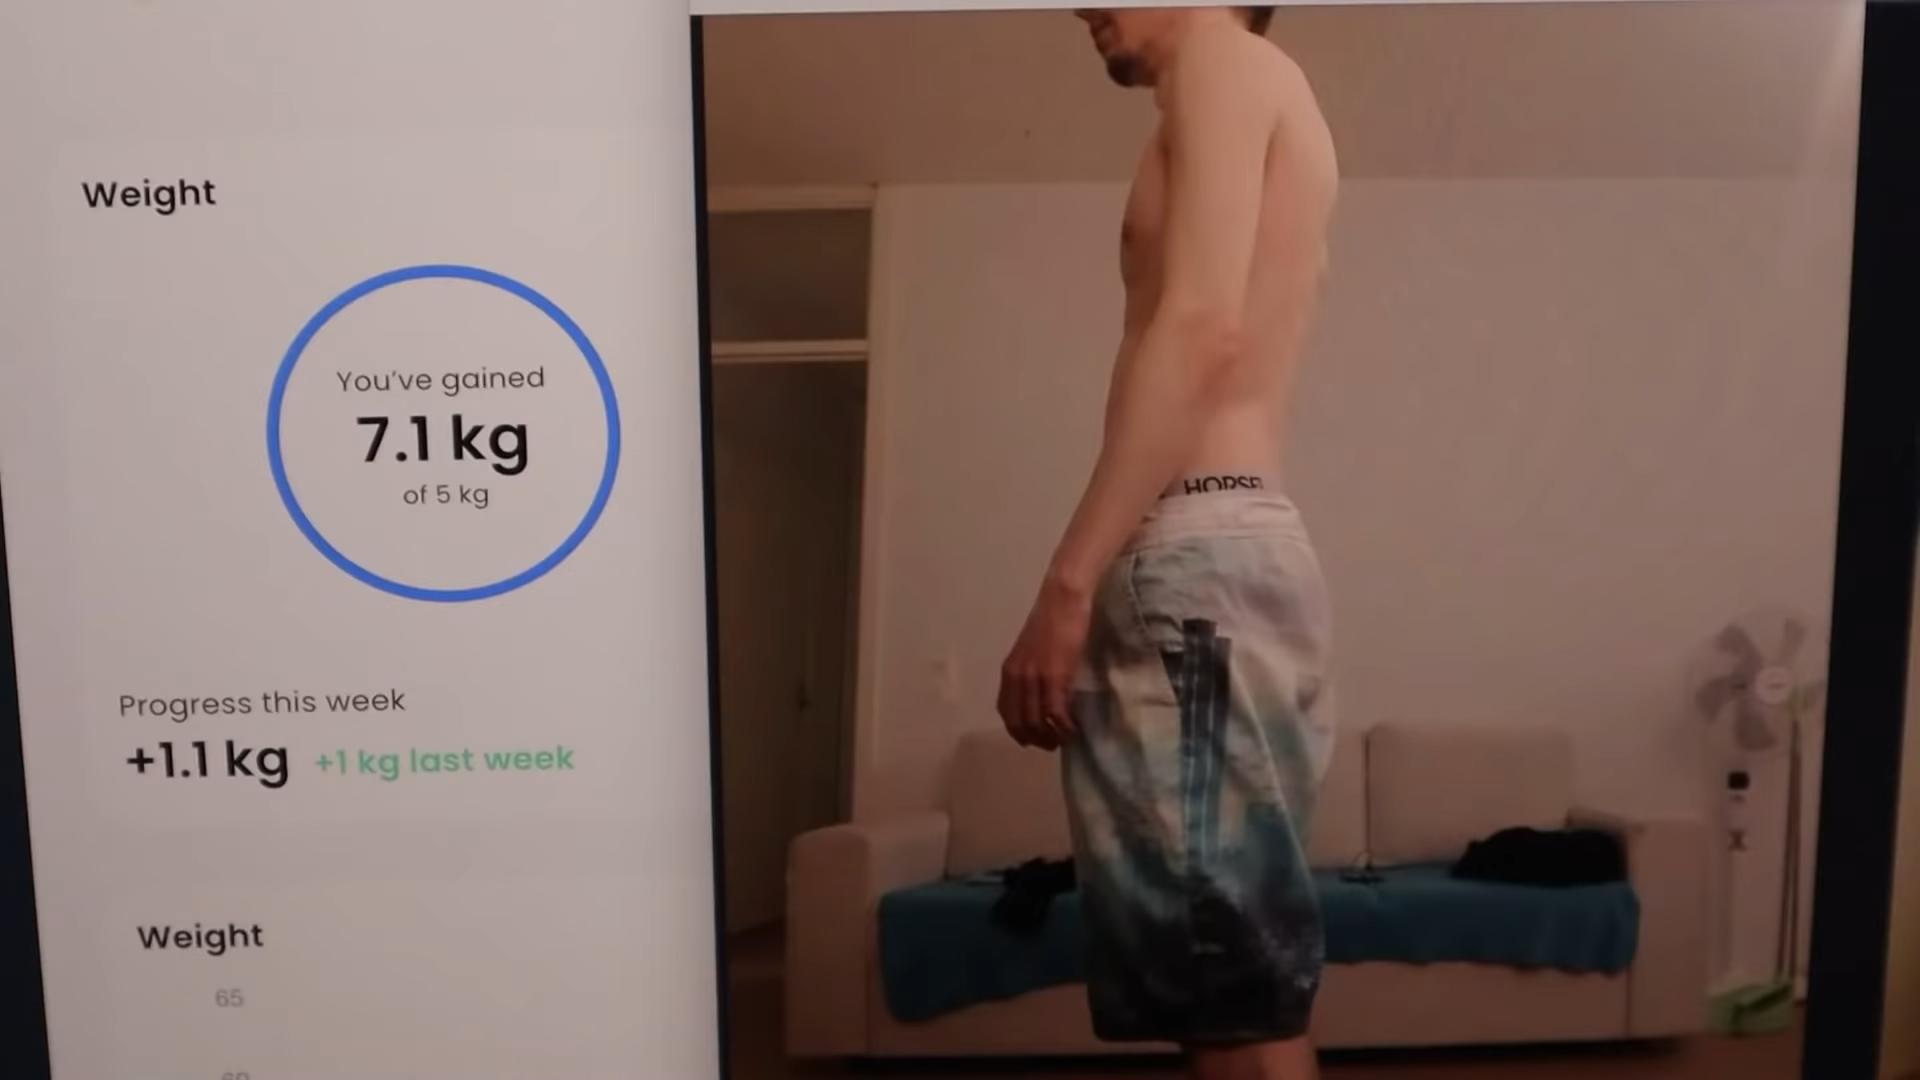 Weight
You've gained
7.1 kg
of 5 kg
Progress this week
+1.1 kg +1 kg last week
Weight
65
HORSE